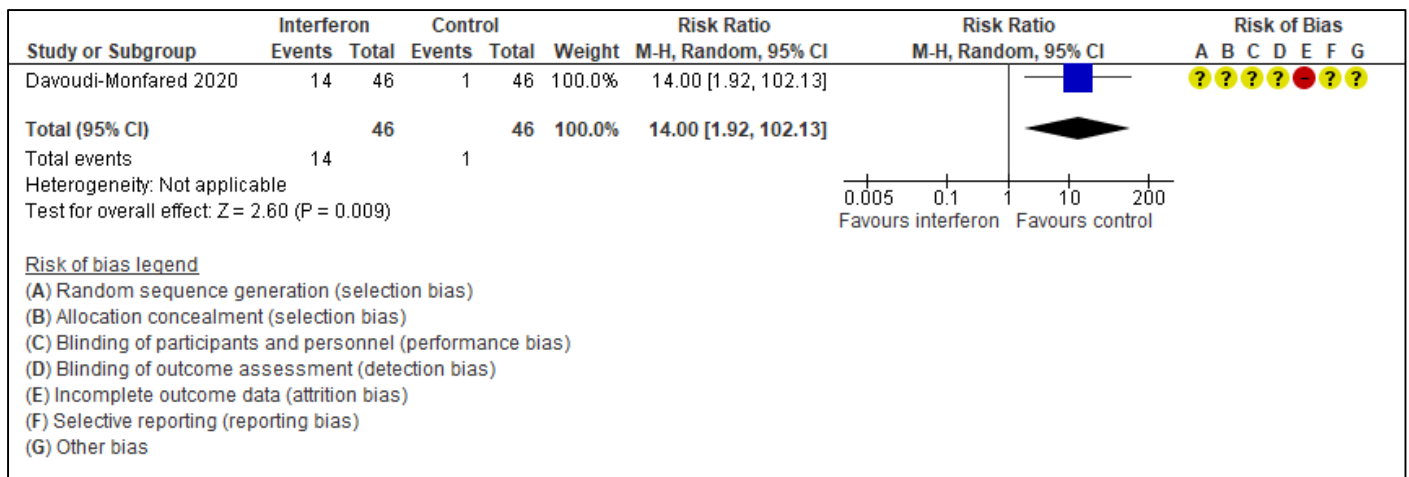 Interferon Control Risk Ratio Risk Ratio Risk of Bias
Study or Subgroup Events Total Events Total Weight M-H, Random, 95% CI M-H, Random, 95% CI A B C D E F G
Davoudi-Monfared 2020 14 46 1 46 100.0% 14.00 [1.92, 102.13] ? ? ? ? - ? ?
Total (95% CI) 46 46 100.0% 14.00 [1.92, 102.13]
Total events 14 1
Heterogeneity: Not applicable
Test for overall effect: Z = 2.60 (P = 0.009)
0.005 0.1 1 10 200
Favours interferon Favours control
Risk of bias legend
(A) Random sequence generation (selection bias)
(B) Allocation concealment (selection bias)
(C) Blinding of participants and personnel (performance bias)
(D) Blinding of outcome assessment (detection bias)
(E) Incomplete outcome data (attrition bias)
(F) Selective reporting (reporting bias)
(G) Other bias